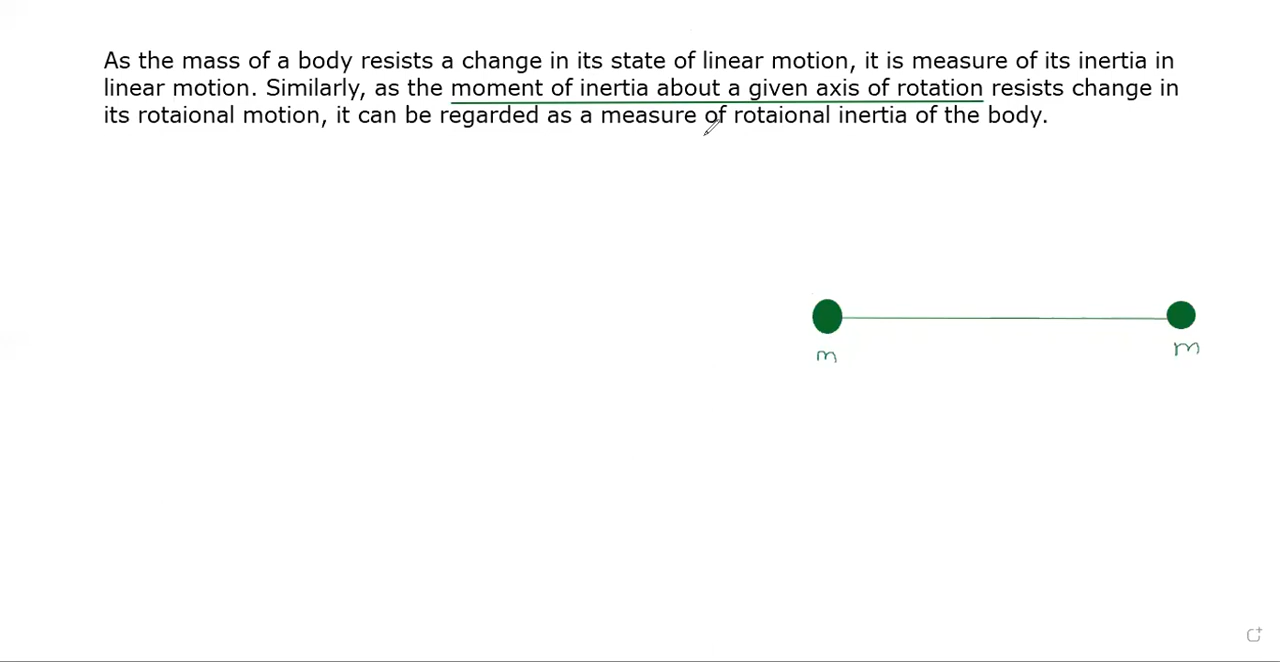 As the mass of a body resists a change in its state of linear motion, it is measure of its inertia in
linear motion. Similarly, as the moment of inertia about a given axis of rotation resists change in
its rotaional motion, it can be regarded as a measure of rotaional inertia of the body.
m m